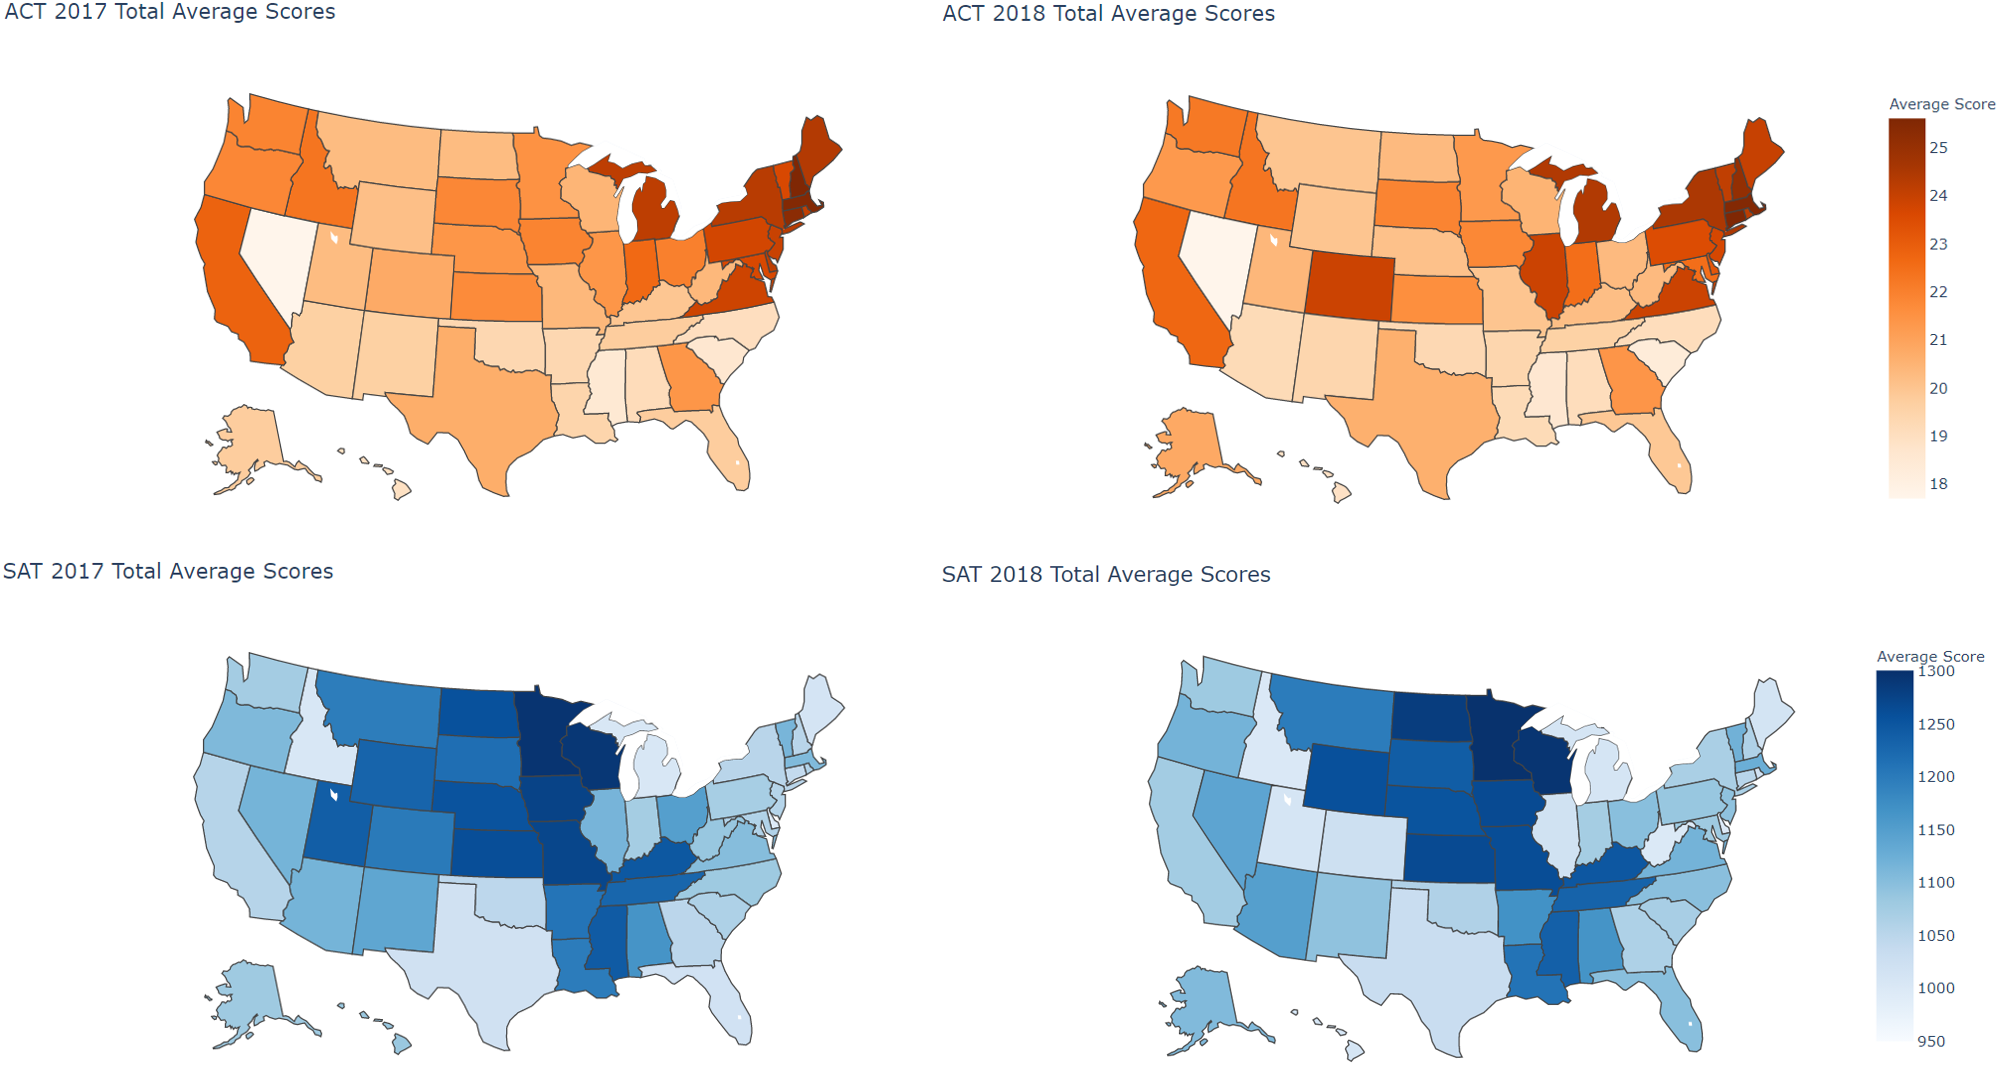 ACT 2017 Total Average Scores
ACT 2018 Total Average Scores
Average Score
25
24
23
22
21
20
19
18
SAT 2017 Total Average Scores
SAT 2018 Total Average Scores
Average Score
1300
1250
1200
1150
1100
1050
1000
950